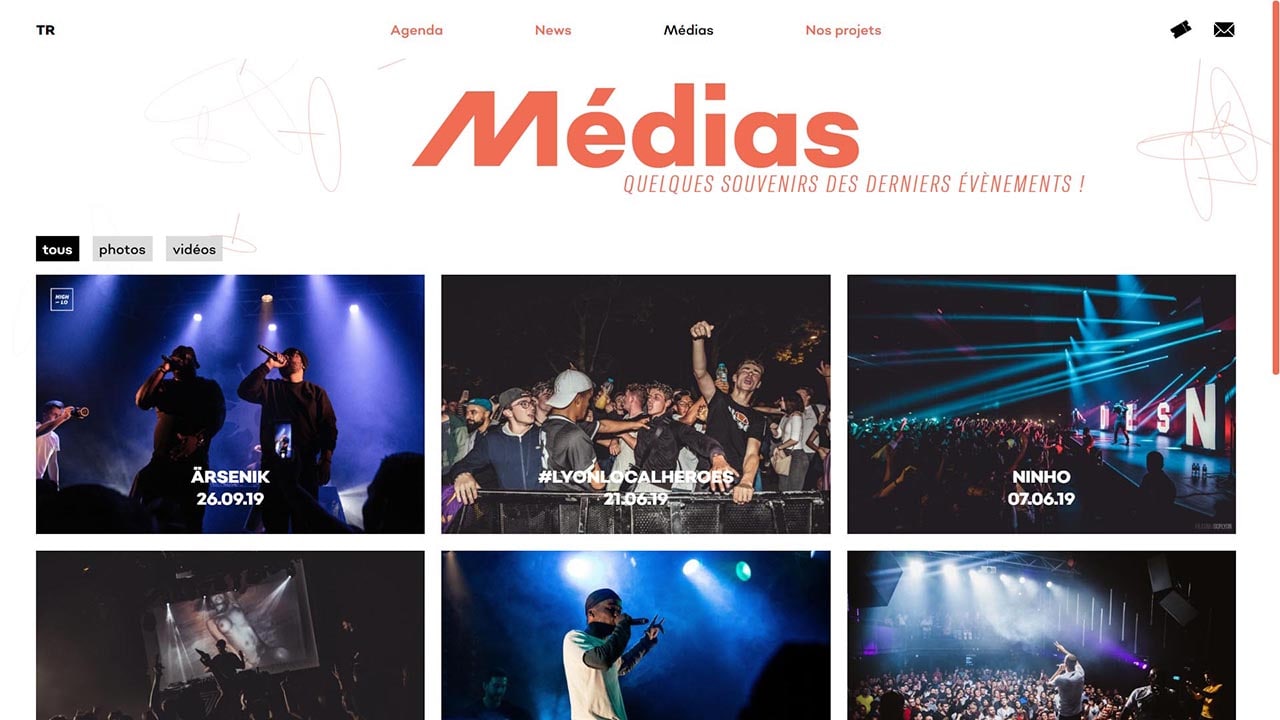 TR
Agenda
News
Médias
Nos projets
Médias
QUELQUES SOUVENIRS DES DERNIERS ÉVÈNEMENTS !
tous
photos
vidéos
HIGH
LO
ÄRSENIK
26.09.19
#LYONLOCALHEROES
21.06.19
NINHO
07.06.19